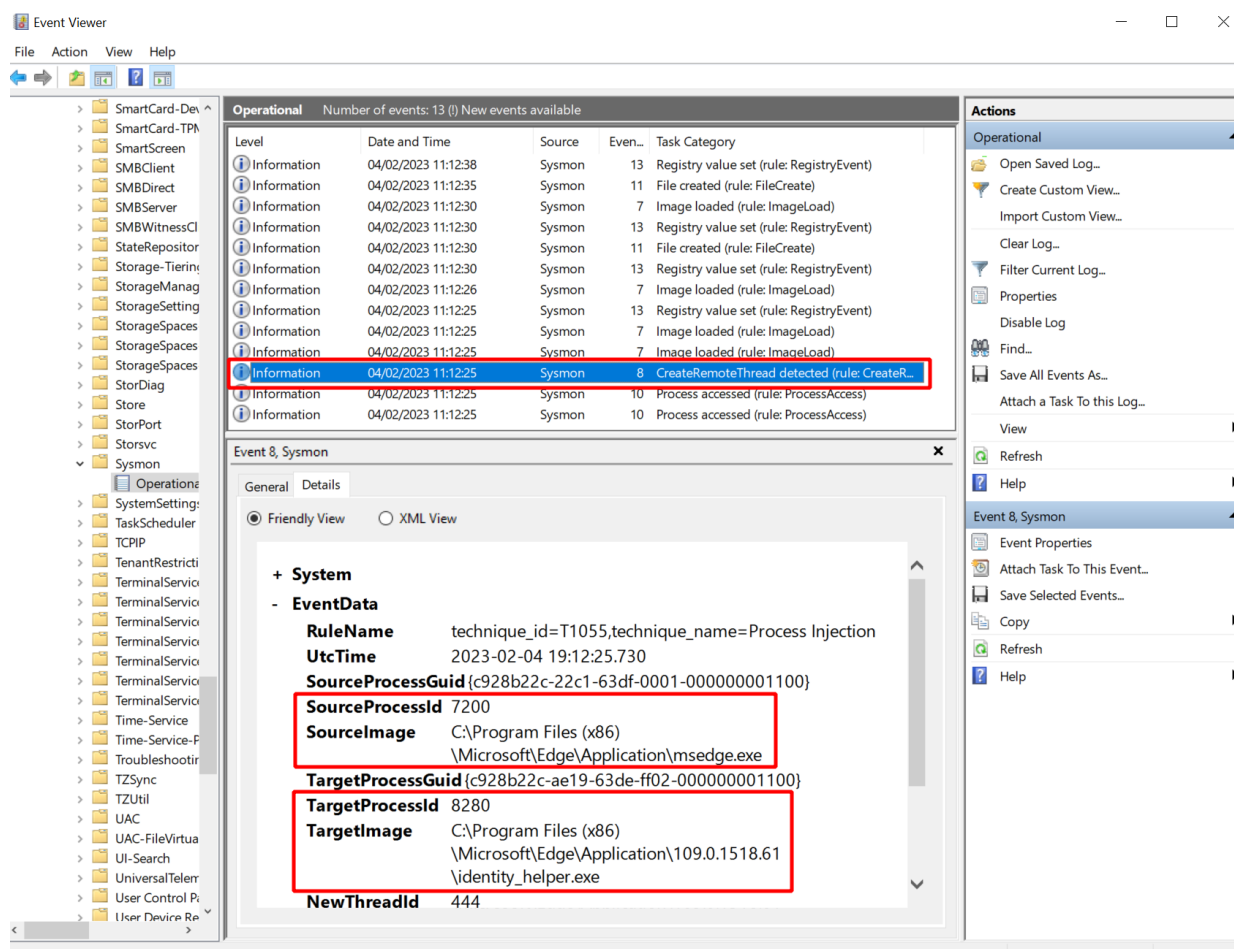 Event Viewer
File Action View Help
SmartCard-Dev
SmartCard-TPM
SmartScreen
SMBClient
SMBDirect
SMBServer
SMBWitnessCl
StateRepositor
Storage-Tiering
StorageManag
StorageSetting
StorageSpaces
StorageSpaces
StorageSpaces
StorDiag
Store
StorPort
Storsvc
Sysmon
Operationa
SystemSettings
TaskScheduler
TCPIP
TenantRestricti
TerminalService
TerminalService
TerminalService
TerminalService
TerminalService
TerminalService
TerminalService
Time-Service
Time-Service-P
Troubleshootin
TZSync
TZUtil
UAC
UAC-FileVirtua
UI-Search
UniversalTelem
User Control Pa
User Device Re
Operational Number of events: 13 (!) New events available
Level Date and Time Source Even... Task Category
Information 04/02/2023 11:12:38 Sysmon 13 Registry value set (rule: RegistryEvent)
Information 04/02/2023 11:12:35 Sysmon 11 File created (rule: FileCreate)
Information 04/02/2023 11:12:30 Sysmon 7 Image loaded (rule: ImageLoad)
Information 04/02/2023 11:12:30 Sysmon 13 Registry value set (rule: RegistryEvent)
Information 04/02/2023 11:12:30 Sysmon 11 File created (rule: FileCreate)
Information 04/02/2023 11:12:30 Sysmon 13 Registry value set (rule: RegistryEvent)
Information 04/02/2023 11:12:26 Sysmon 7 Image loaded (rule: ImageLoad)
Information 04/02/2023 11:12:25 Sysmon 13 Registry value set (rule: RegistryEvent)
Information 04/02/2023 11:12:25 Sysmon 7 Image loaded (rule: ImageLoad)
Information 04/02/2023 11:12:25 Sysmon 7 Image loaded (rule: ImageLoad)
Information 04/02/2023 11:12:25 Sysmon 8 CreateRemoteThread detected (rule: CreateR...
Information 04/02/2023 11:12:25 Sysmon 10 Process accessed (rule: ProcessAccess)
Information 04/02/2023 11:12:25 Sysmon 10 Process accessed (rule: ProcessAccess)
Event 8, Sysmon
General Details
Friendly View XML View
+ System
- EventData
RuleName technique_id=T1055,technique_name=Process Injection
UtcTime 2023-02-04 19:12:25.730
SourceProcessGuid {c928b22c-22c1-63df-0001-000000001100}
SourceProcessId 7200
SourceImage C:\Program Files (x86)
\Microsoft\Edge\Application\msedge.exe
TargetProcessGuid {c928b22c-ae19-63de-ff02-000000001100}
TargetProcessId 8280
TargetImage C:\Program Files (x86)
\Microsoft\Edge\Application\109.0.1518.61
\identity_helper.exe
NewThreadId 444
Actions
Operational
Open Saved Log...
Create Custom View...
Import Custom View...
Clear Log...
Filter Current Log...
Properties
Disable Log
Find...
Save All Events As...
Attach a Task To this Log...
View
Refresh
Help
Event 8, Sysmon
Event Properties
Attach Task To This Event...
Save Selected Events...
Copy
Refresh
Help